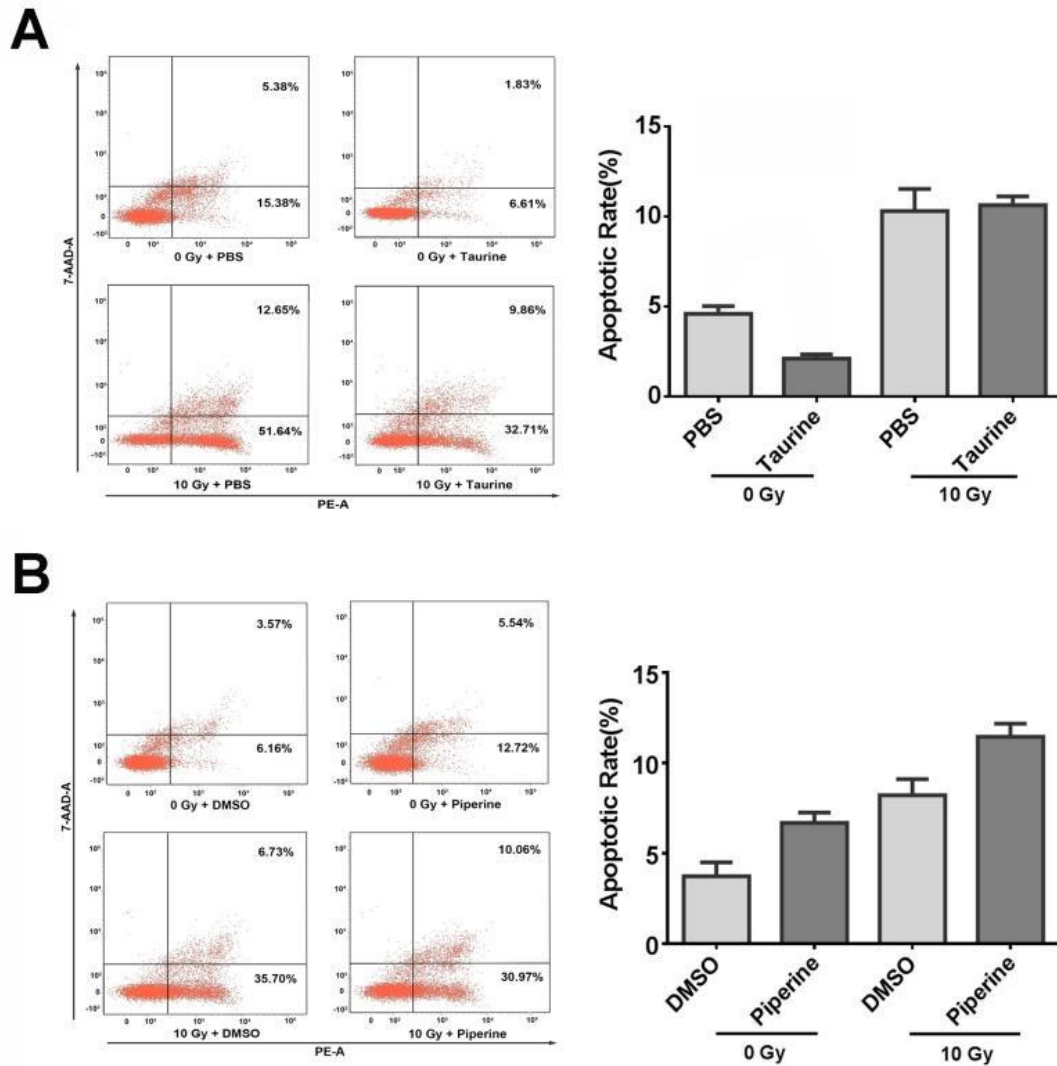 A
7-AAD-A
5.38%
15.38%
0 Gy + PBS
1.83%
6.61%
0 Gy + Taurine
12.65%
51.64%
10 Gy + PBS
9.86%
32.71%
10 Gy + Taurine
PE-A
Apoptotic Rate(%)
15
10
5
0
PBS
Taurine
PBS
Taurine
0 Gy
10 Gy
B
7-AAD-A
3.57%
6.16%
0 Gy + DMSO
5.54%
12.72%
0 Gy + Piperine
6.73%
35.70%
10 Gy + DMSO
10.06%
30.97%
10 Gy + Piperine
PE-A
Apoptotic Rate(%)
15
10
5
0
DMSO
Piperine
DMSO
Piperine
0 Gy
10 Gy